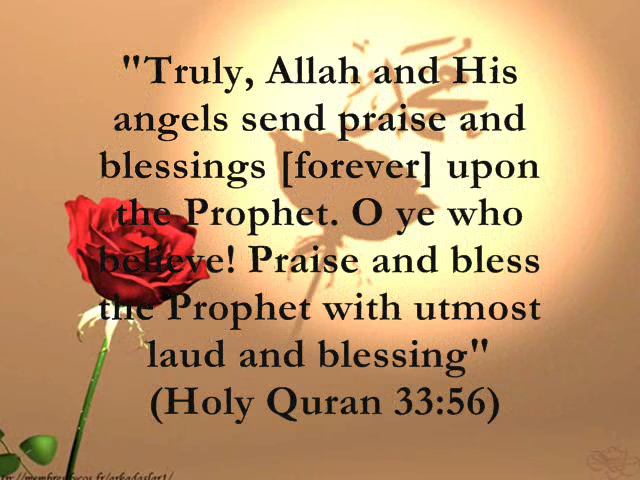 "Truly, Allah and His
angels send praise and
blessings [forever] upon
the Prophet. O ye who
believe! Praise and bless
the Prophet with utmost
laud and blessing"
(Holy Quran 33:56)